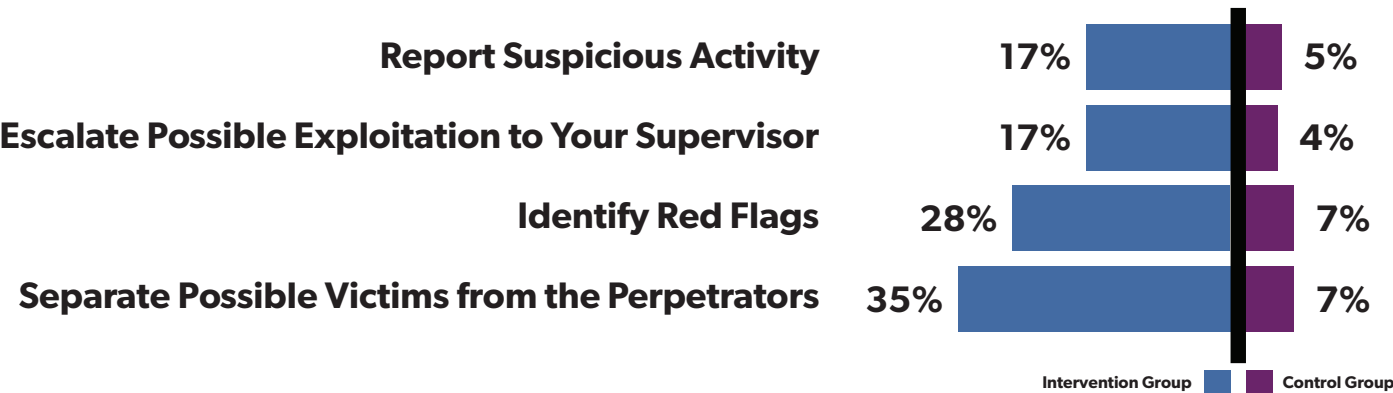 Report Suspicious Activity 17% 5%
Escalate Possible Exploitation to Your Supervisor 17% 4%
Identify Red Flags 28% 7%
Separate Possible Victims from the Perpetrators 35% 7%
Intervention Group Control Group